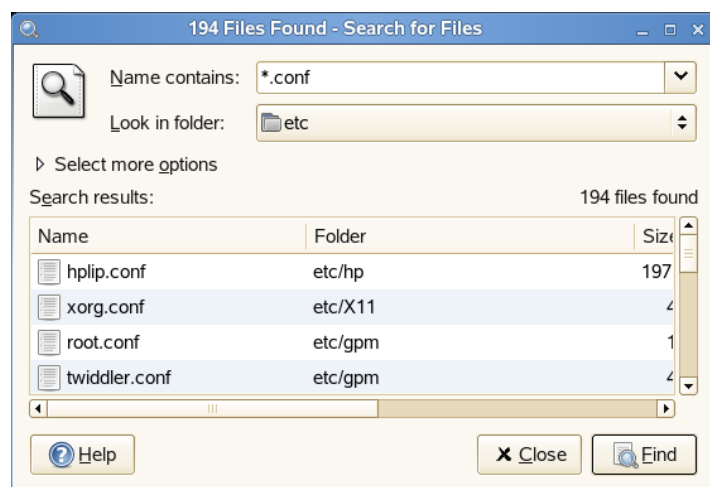 194 Files Found - Search for Files
Name contains: *.conf
Look in folder: etc
Select more options
Search results: 194 files found
Name Folder Size
hplip.conf etc/hp 197
xorg.conf etc/X11
root.conf etc/gpm 1
twiddler.conf etc/gpm
Help Close Find